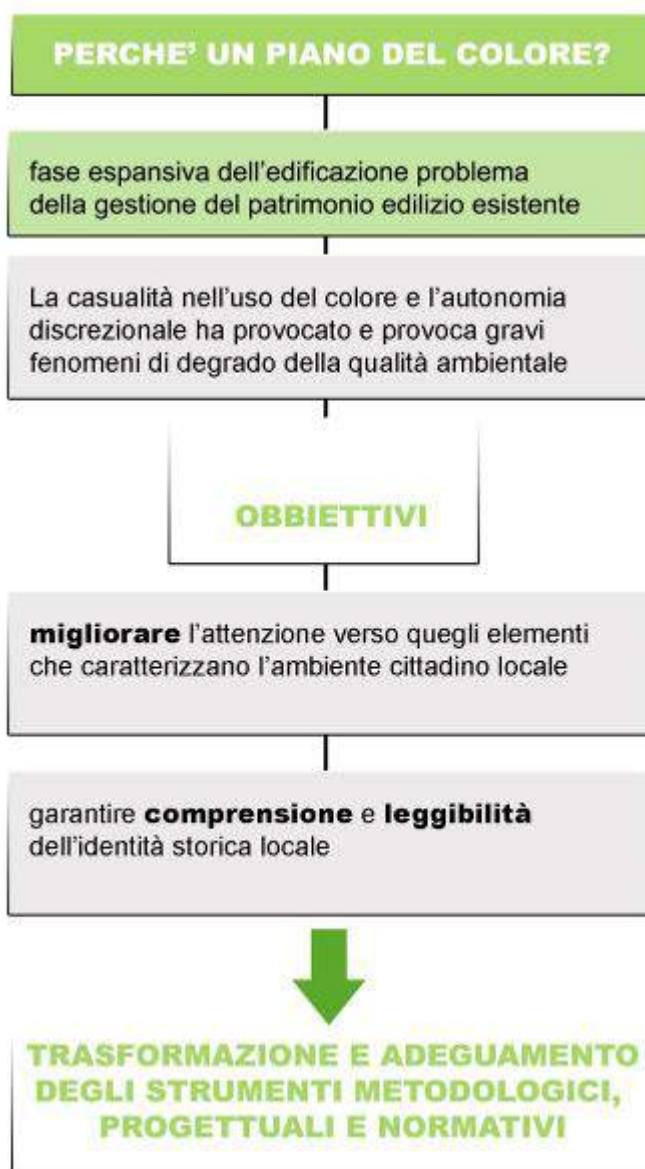 PERCHE' UN PIANO DEL COLORE?
fase espansiva dell'edificazione problema
della gestione del patrimonio edilizio esistente
La casualità nell'uso del colore e l'autonomia
discrezionale ha provocato e provoca gravi
fenomeni di degrado della qualità ambientale
OBBIETTIVI
migliorare l'attenzione verso quegli elementi
che caratterizzano l'ambiente cittadino locale
garantire comprensione e leggibilità
dell'identità storica locale
TRASFORMAZIONE E ADEGUAMENTO
DEGLI STRUMENTI METODOLOGICI,
PROGETTUALI E NORMATIVI